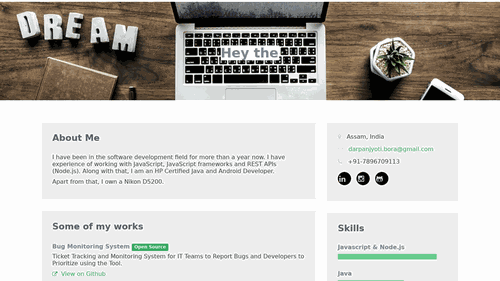 DREAM
Hey the
About Me
I have been in the software development field for more than a year now. I have
experience of working with JavaScript, JavaScript frameworks and REST APIs
(Node.js). Along with that, I am an HP Certified Java and Android Developer.
Apart from that, I own a Nikon D5200.
Some of my works
Bug Monitoring System Open Source
Ticket Tracking and Monitoring System for IT Teams to Report Bugs and Developers to
Prioritize using the Tool.
View on Github
Assam, India
darpanjyoti.bora@gmail.com
+91-7896709113
in
Skills
Javascript & Node.js
Java